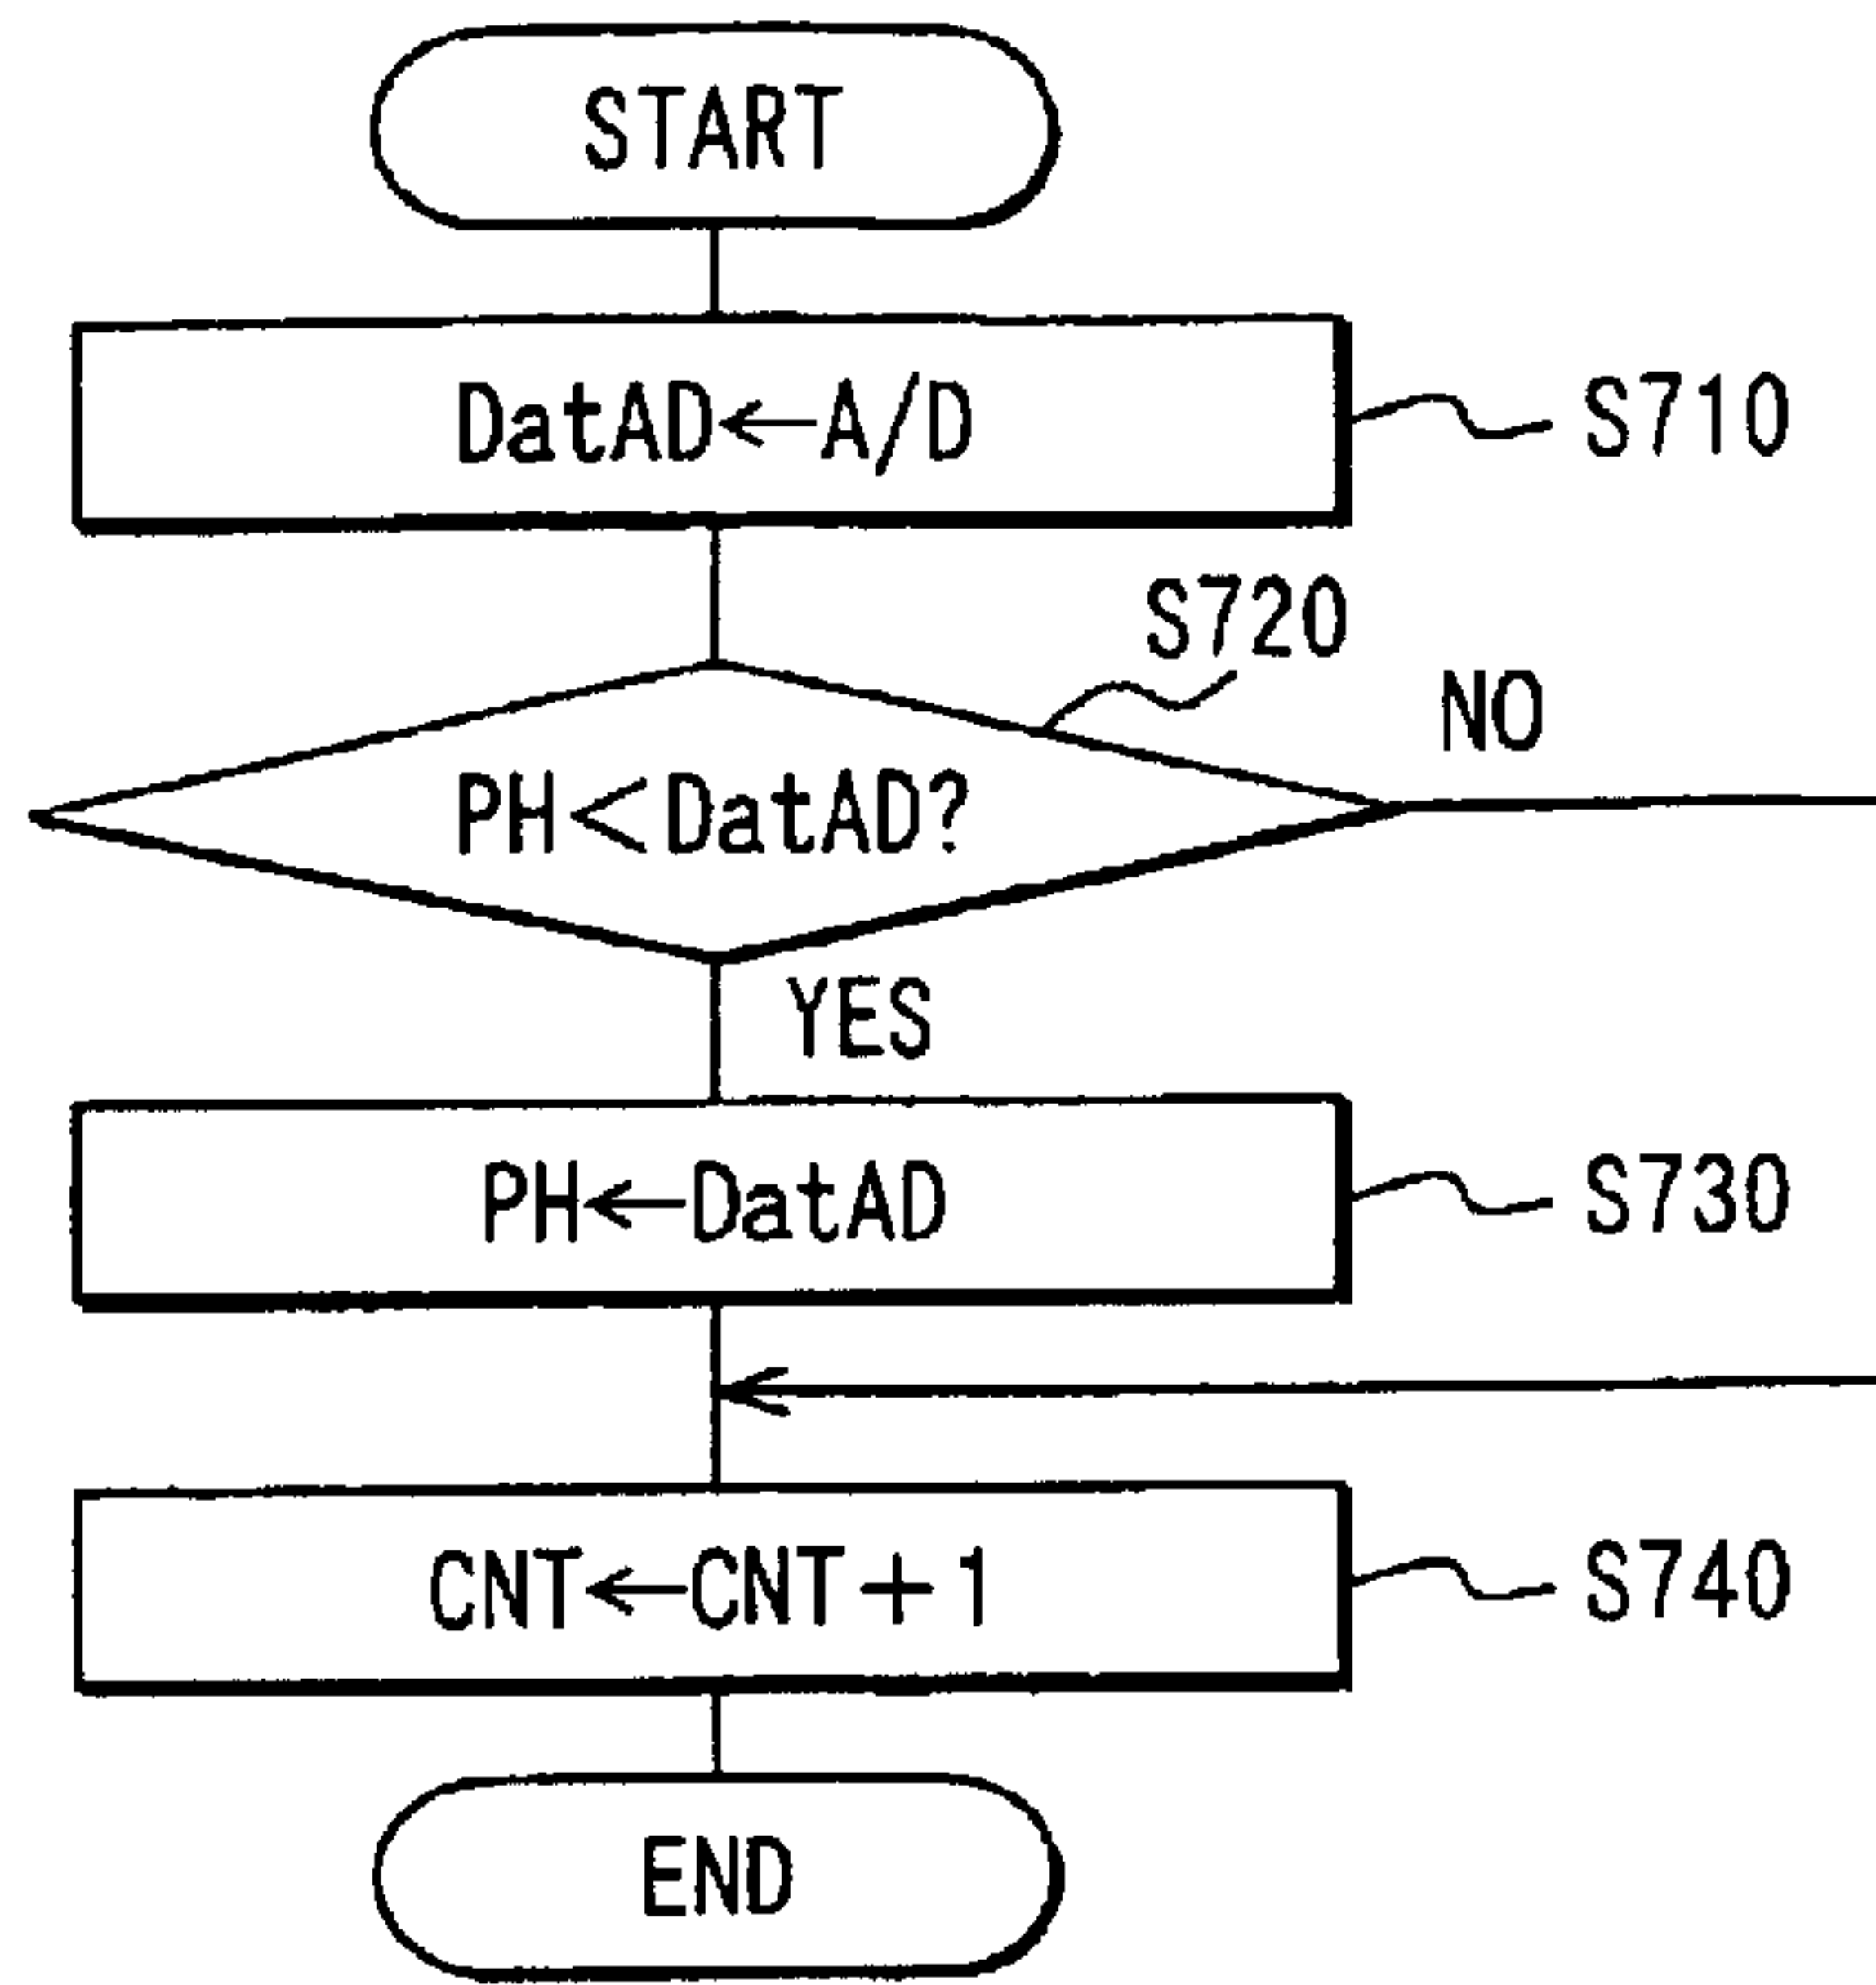 START
DatAD←A/D
S710
S720
NO
PH<DatAD?
YES
PH←DatAD
S730
CNT←CNT+1
S740
END